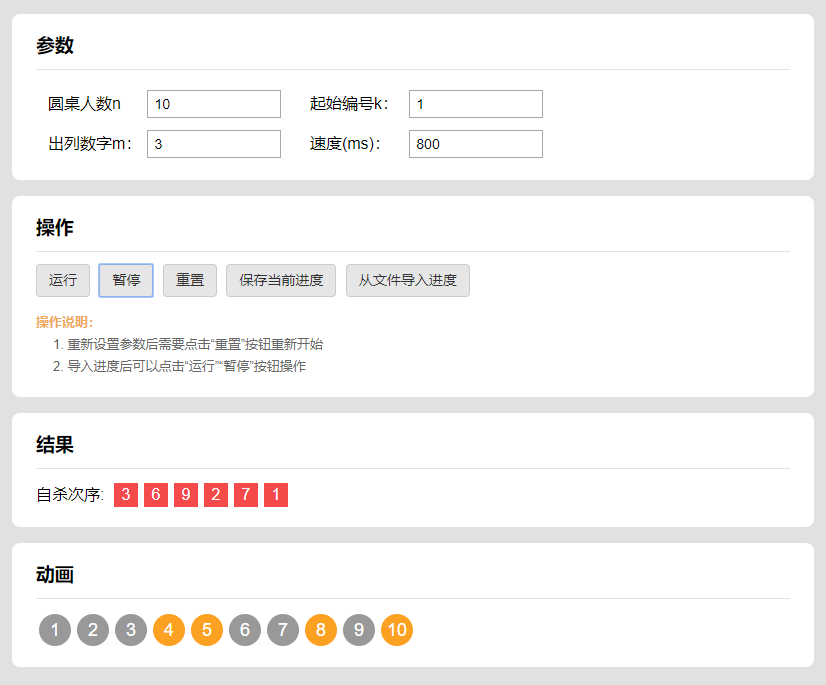 参数
圆桌人数n 10 起始编号k： 1
出列数字m： 3 速度(ms)： 800
操作
运行 暂停 重置 保存当前进度 从文件导入进度
操作说明：
1. 重新设置参数后需要点击“重置”按钮重新开始
2. 导入进度后可以点击“运行”“暂停”按钮操作
结果
自杀次序: 3 6 9 2 7 1
动画
1 2 3 4 5 6 7 8 9 10